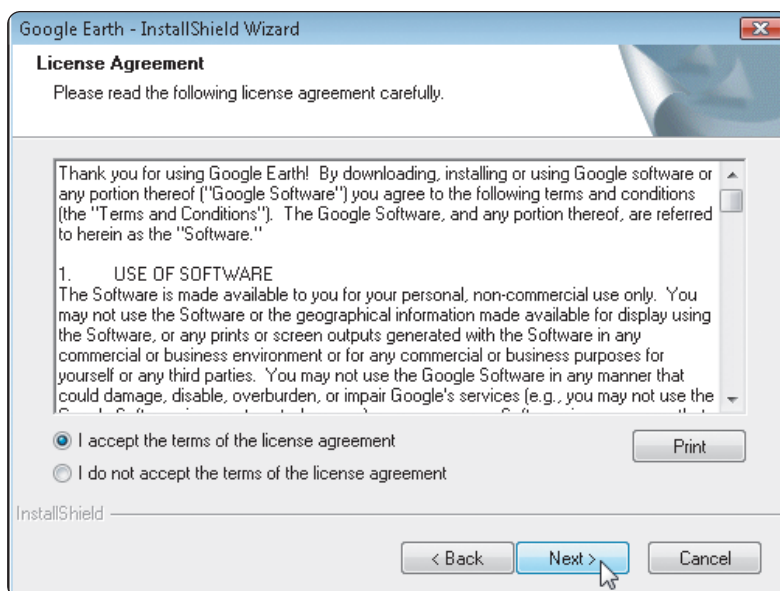 Google Earth - InstallShield Wizard
License Agreement
Please read the following license agreement carefully.
Thank you for using Google Earth!  By downloading, installing or using Google software or
any portion thereof ("Google Software") you agree to the following terms and conditions
(the "Terms and Conditions").  The Google Software, and any portion thereof, are referred
to herein as the "Software."
1. USE OF SOFTWARE
The Software is made available to you for your personal, non-commercial use only.  You
may not use the Software or the geographical information made available for display using
the Software, or any prints or screen outputs generated with the Software in any
commercial or business environment or for any commercial or business purposes for
yourself or any third parties.  You may not use the Google Software in any manner that
could damage, disable, overburden, or impair Google's services (e.g., you may not use the
I accept the terms of the license agreement
Print
I do not accept the terms of the license agreement
InstallShield
< Back
Next >
Cancel